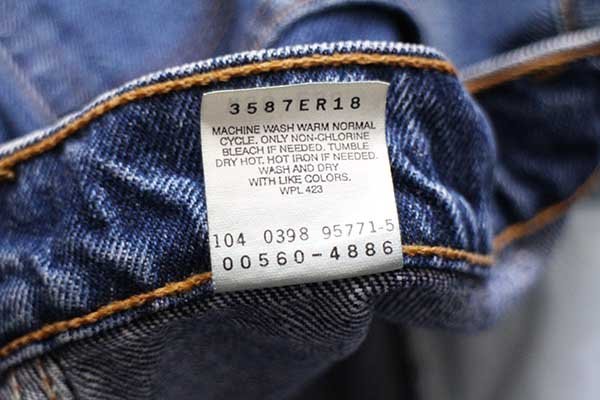 3587ER18
MACHINE WASH WARM NORMAL
CYCLE. ONLY NON-CHLORINE
BLEACH IF NEEDED. TUMBLE
DRY HOT. HOT IRON IF NEEDED.
WASH AND DRY
WITH LIKE COLORS.
WPL 423
104 0398 95771-5
00560-4886